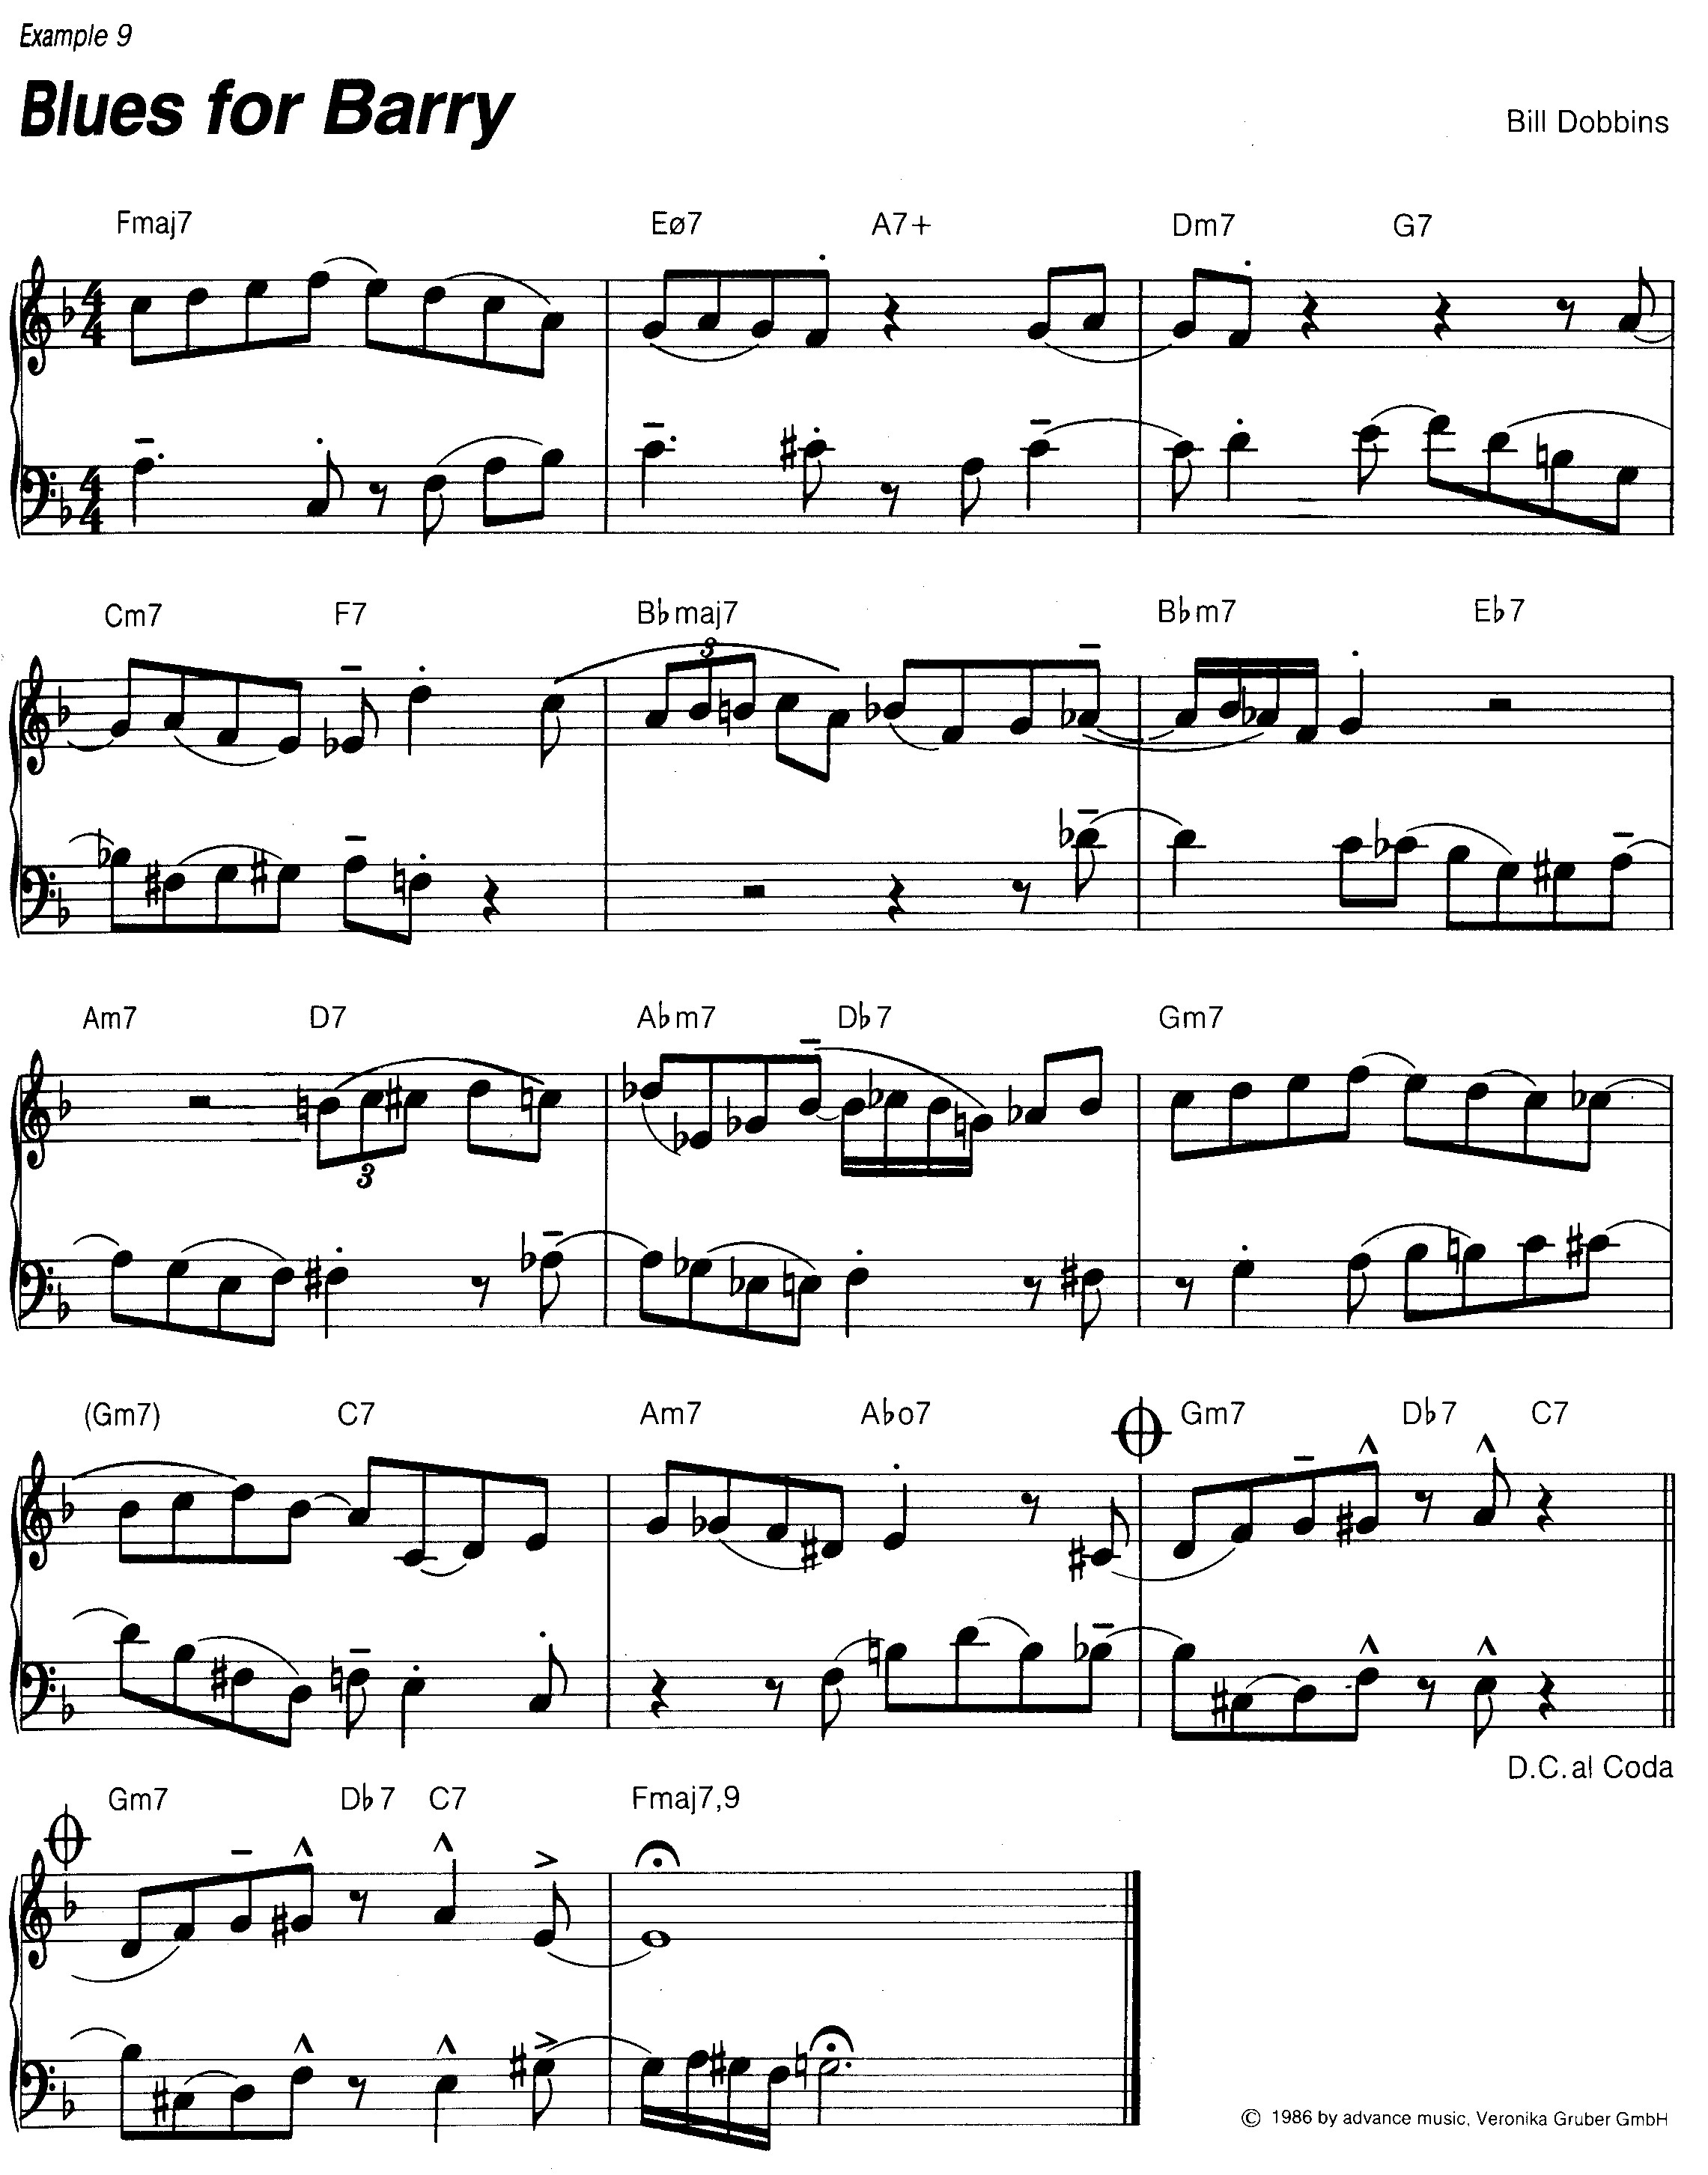 Example 9
Blues for Barry
Bill Dobbins
Fmaj7 Eø7 A7+ Dm7 G7
4 4
4 4
Cm7 F7 B♭maj7 B♭m7 E♭7
3
Am7 D7 A♭m7 D♭7 Gm7
3
(Gm7) C7 Am7 A♭o7 Gm7 D♭7 C7
D.C. al Coda
Gm7 D♭7 C7 Fmaj7,9
© 1986 by advance music, Veronika Gruber GmbH